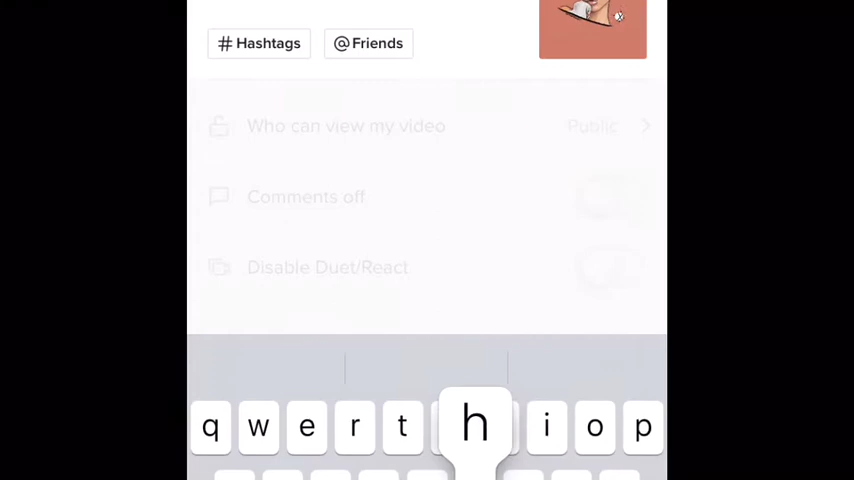 # Hashtags @Friends
Who can view my video Public
Comments off
Disable Duet/React
q w e r t h i o p